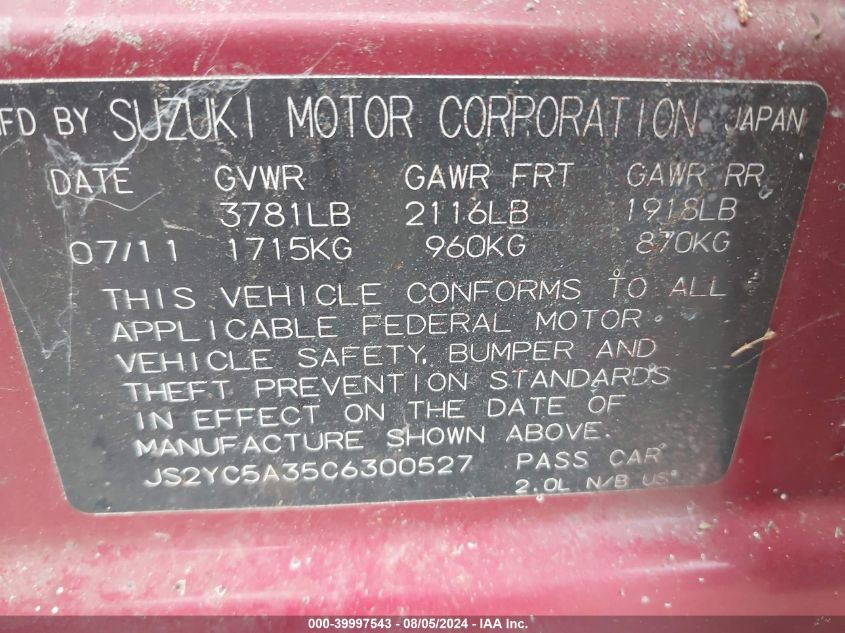 MFD BY SUZUKI MOTOR CORPORATION JAPAN
DATE GVWR GAWR FRT GAWR RR
3781LB 2116LB 1918LB
07/11 1715KG 960KG 870KG
THIS VEHICLE CONFORMS TO ALL
APPLICABLE FEDERAL MOTOR
VEHICLE SAFETY, BUMPER AND
THEFT PREVENTION STANDARDS
IN EFFECT ON THE DATE OF
MANUFACTURE SHOWN ABOVE.
JS2YC5A35C6300527 PASS CAR
2.0L N/B US
000-39997543 - 08/05/2024 - IAA Inc.